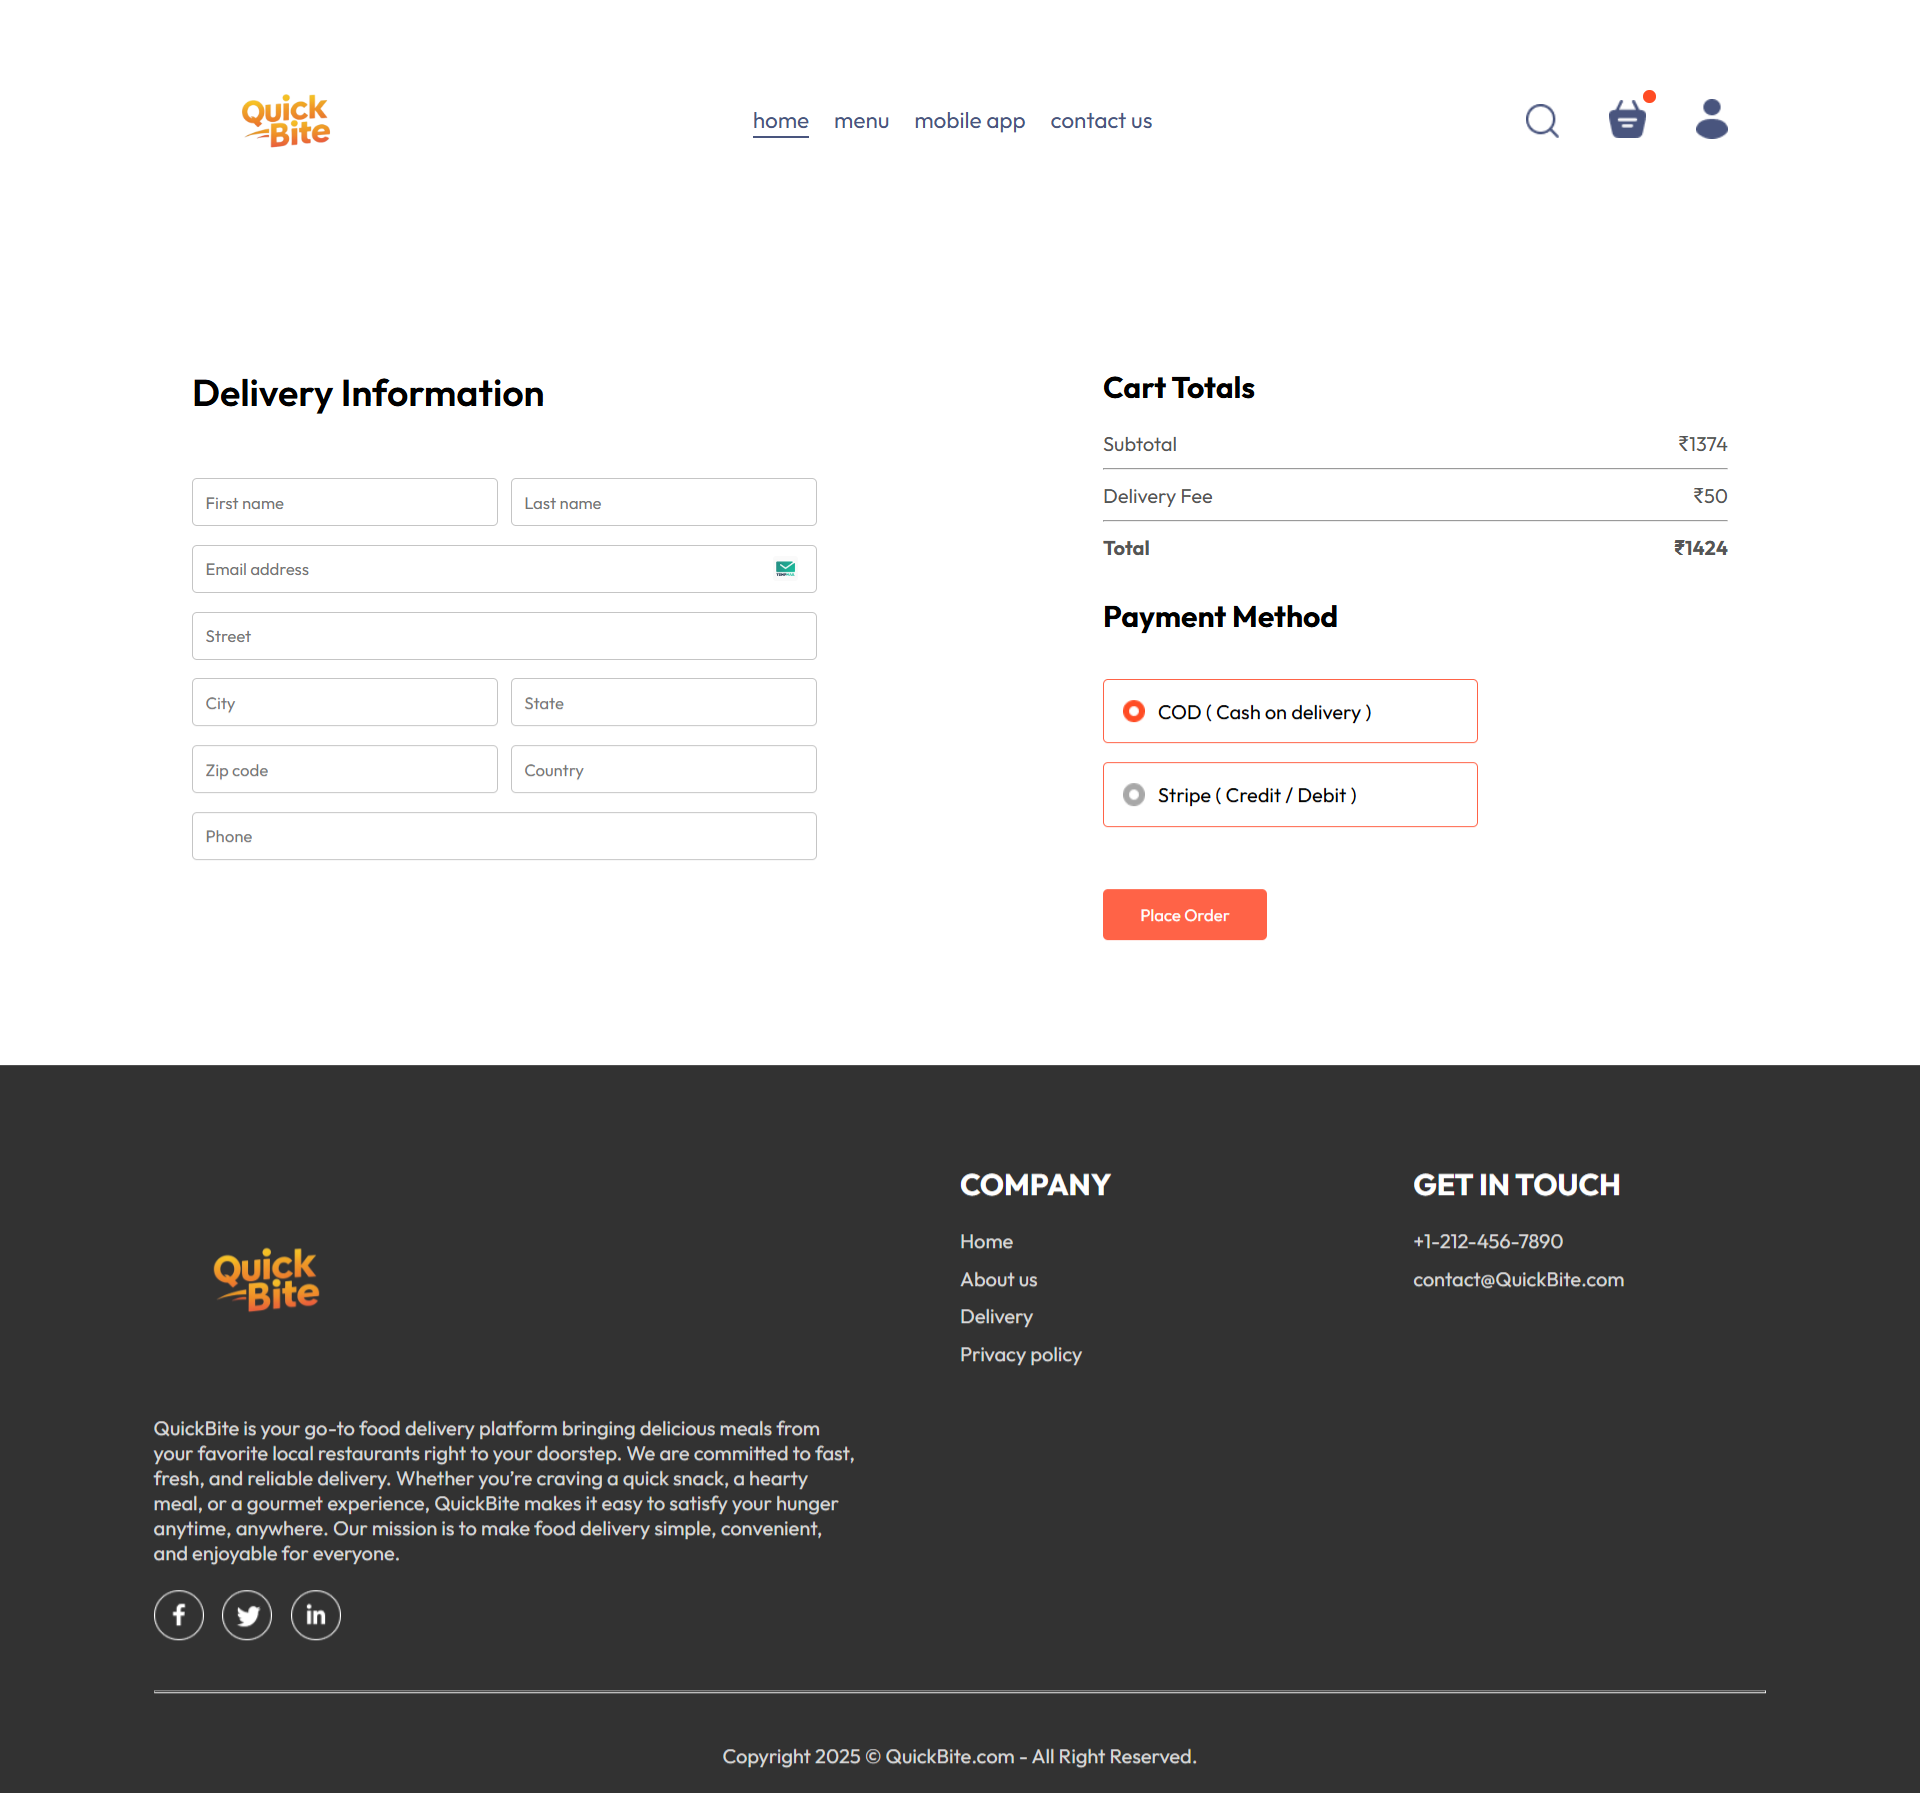 Quick
Bite
home menu mobile app contact us
Delivery Information
First name Last name
Email address
Street
City State
Zip code Country
Phone
Cart Totals
Subtotal ₹1374
Delivery Fee ₹50
Total ₹1424
Payment Method
COD ( Cash on delivery )
Stripe ( Credit / Debit )
Place Order
Quick
Bite
QuickBite is your go-to food delivery platform bringing delicious meals from
your favorite local restaurants right to your doorstep. We are committed to fast,
fresh, and reliable delivery. Whether you’re craving a quick snack, a hearty
meal, or a gourmet experience, QuickBite makes it easy to satisfy your hunger
anytime, anywhere. Our mission is to make food delivery simple, convenient,
and enjoyable for everyone.
f
in
COMPANY
Home
About us
Delivery
Privacy policy
GET IN TOUCH
+1-212-456-7890
contact@QuickBite.com
Copyright 2025 © QuickBite.com - All Right Reserved.